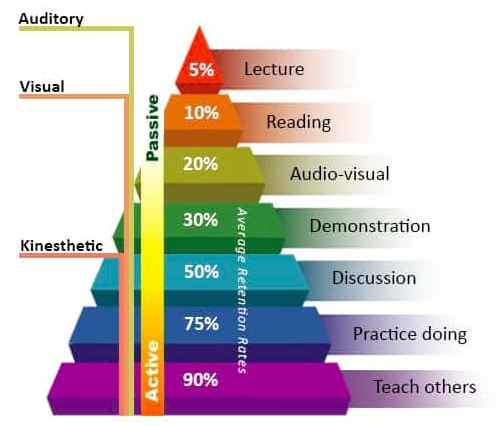 Auditory
5% Lecture
Visual
10% Reading
Passive
20% Audio-visual
30% Demonstration
Average Retention Rates
Kinesthetic
50% Discussion
75% Practice doing
Active
90% Teach others